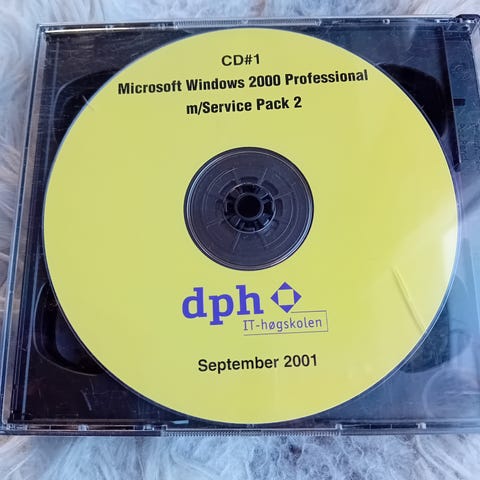 CD#1
Microsoft Windows 2000 Professional
m/Service Pack 2
dph
IT-høgskolen
September 2001